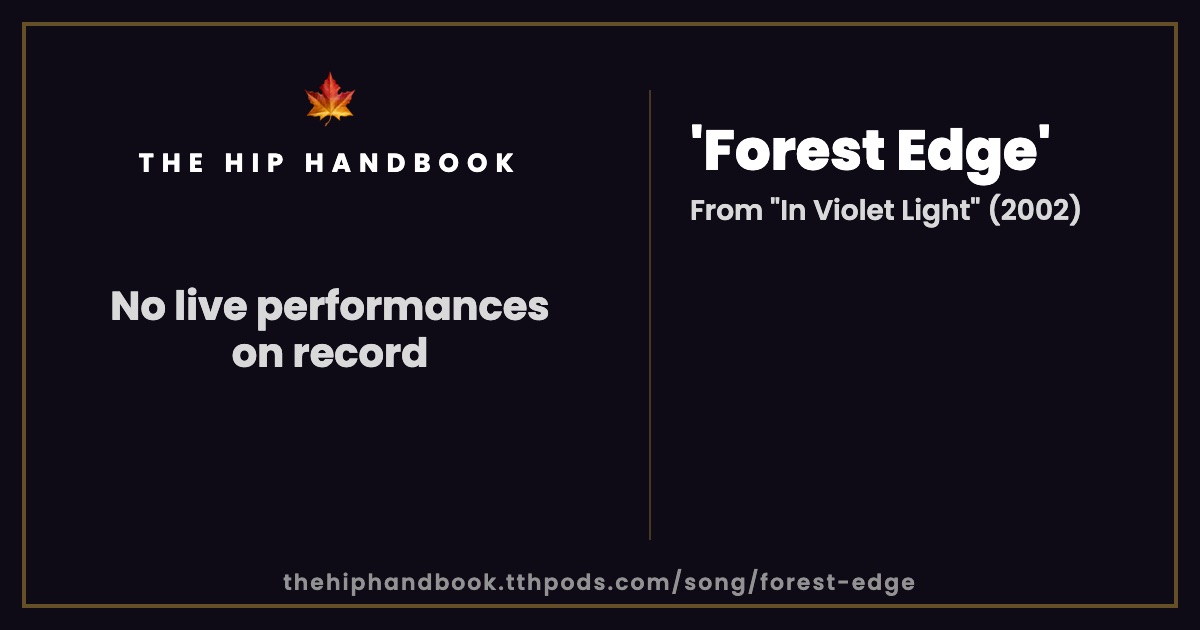 THE HIP HANDBOOK
No live performances
on record
'Forest Edge'
From "In Violet Light" (2002)
thehiphandbook.tthpods.com/song/forest-edge